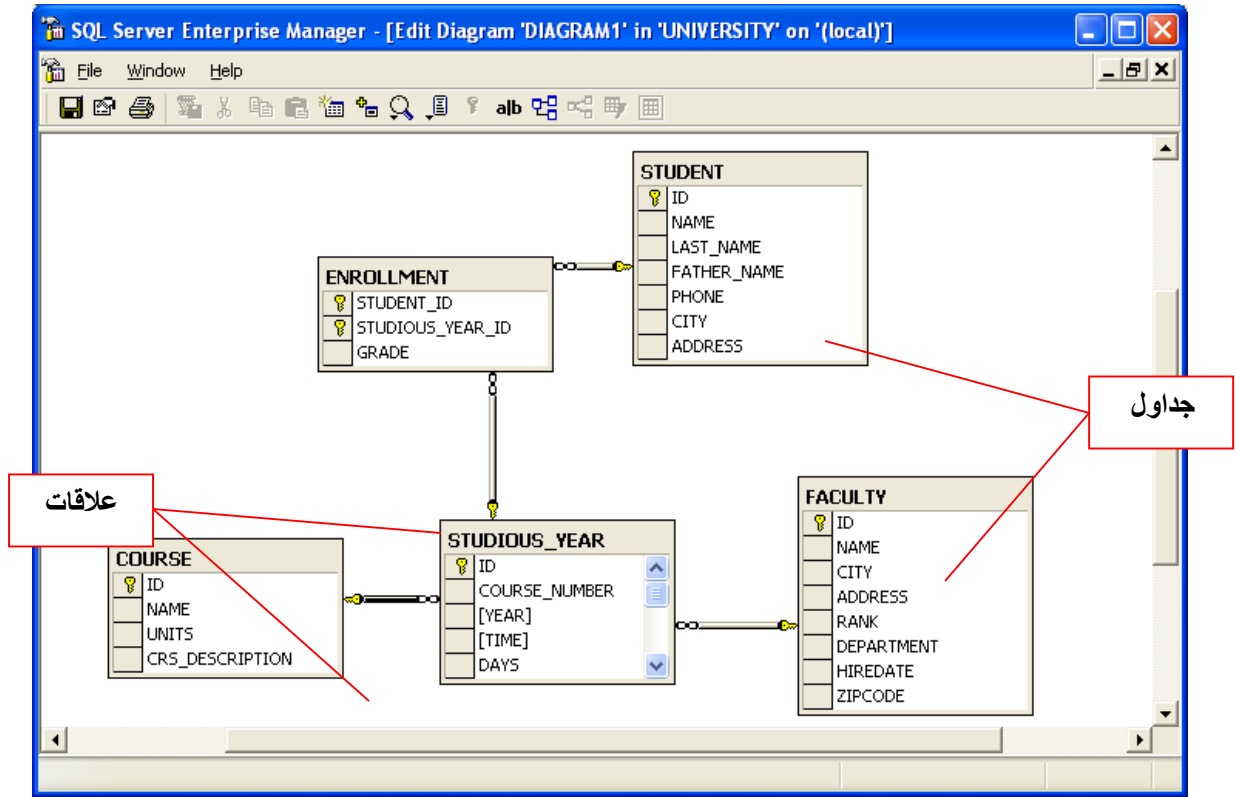 SQL Server Enterprise Manager - [Edit Diagram 'DIAGRAM1' in 'UNIVERSITY' on '(local)']
File Window Help
a|b
STUDENT
ID
NAME
LAST_NAME
FATHER_NAME
PHONE
CITY
ADDRESS
ENROLLMENT
STUDENT_ID
STUDIOUS_YEAR_ID
GRADE
جداول
علاقات
COURSE
ID
NAME
UNITS
CRS_DESCRIPTION
STUDIOUS_YEAR
ID
COURSE_NUMBER
[YEAR]
[TIME]
DAYS
FACULTY
ID
NAME
CITY
ADDRESS
RANK
DEPARTMENT
HIREDATE
ZIPCODE